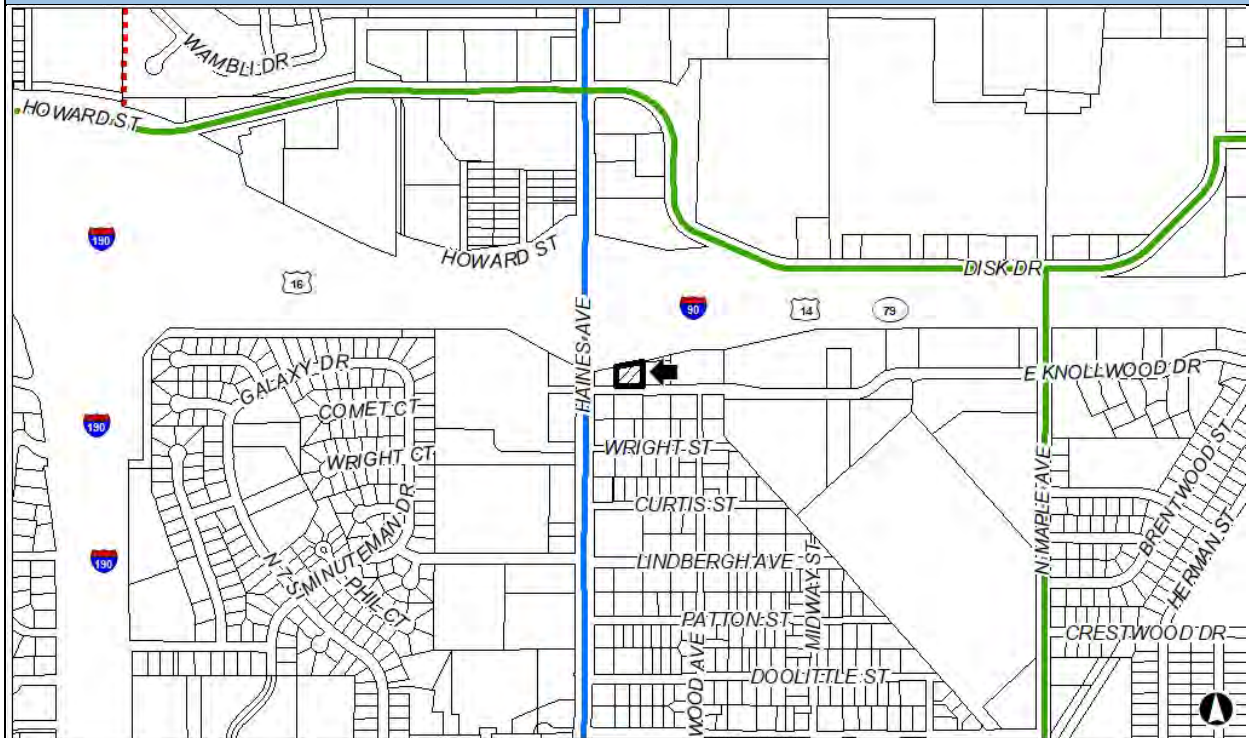 WAMBLI DR
HOWARD ST
190
16
HOWARD ST
HAINES AVE
DISK DR
90
14
79
GALAXY DR
E KNOLLWOOD DR
COMET CT
WRIGHT CT
WRIGHT ST
190
CURTIS ST
N MAPLE AVE
BRENTWOOD ST
HERMAN ST
190
N 7 S
MINUTEMAN DR
PHIL CT
LINDBERGH AVE
MIDWAY ST
PATTON ST
CRESTWOOD DR
WOOD AVE
DOOLITTLE ST